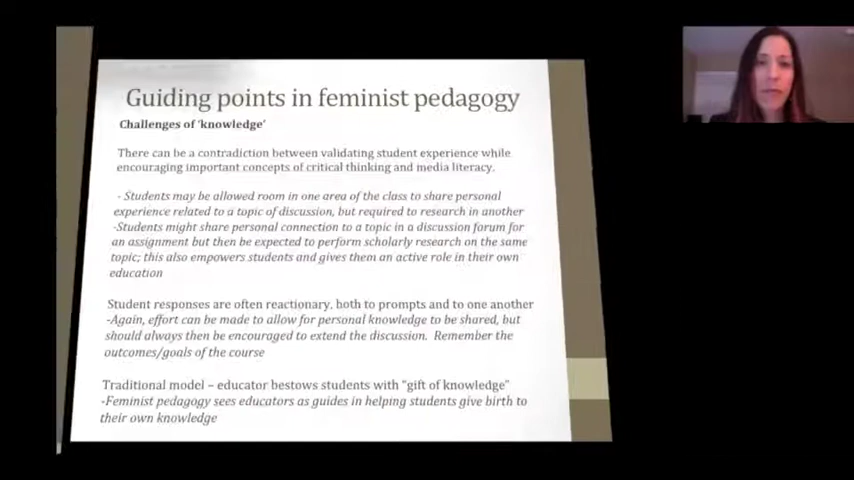 Guiding points in feminist pedagogy
Challenges of 'knowledge'
There can be a contradiction between validating student experience while
encouraging important concepts of critical thinking and media literacy.
- Students may be allowed room in one area of the class to share personal
experience related to a topic of discussion, but required to research in another
-Students might share personal connection to a topic in a discussion forum for
an assignment but then be expected to perform scholarly research on the same
topic; this also empowers students and gives them an active role in their own
education
Student responses are often reactionary, both to prompts and to one another
-Again, effort can be made to allow for personal knowledge to be shared, but
should always then be encouraged to extend the discussion. Remember the
outcomes/goals of the course
Traditional model – educator bestows students with "gift of knowledge"
-Feminist pedagogy sees educators as guides in helping students give birth to
their own knowledge